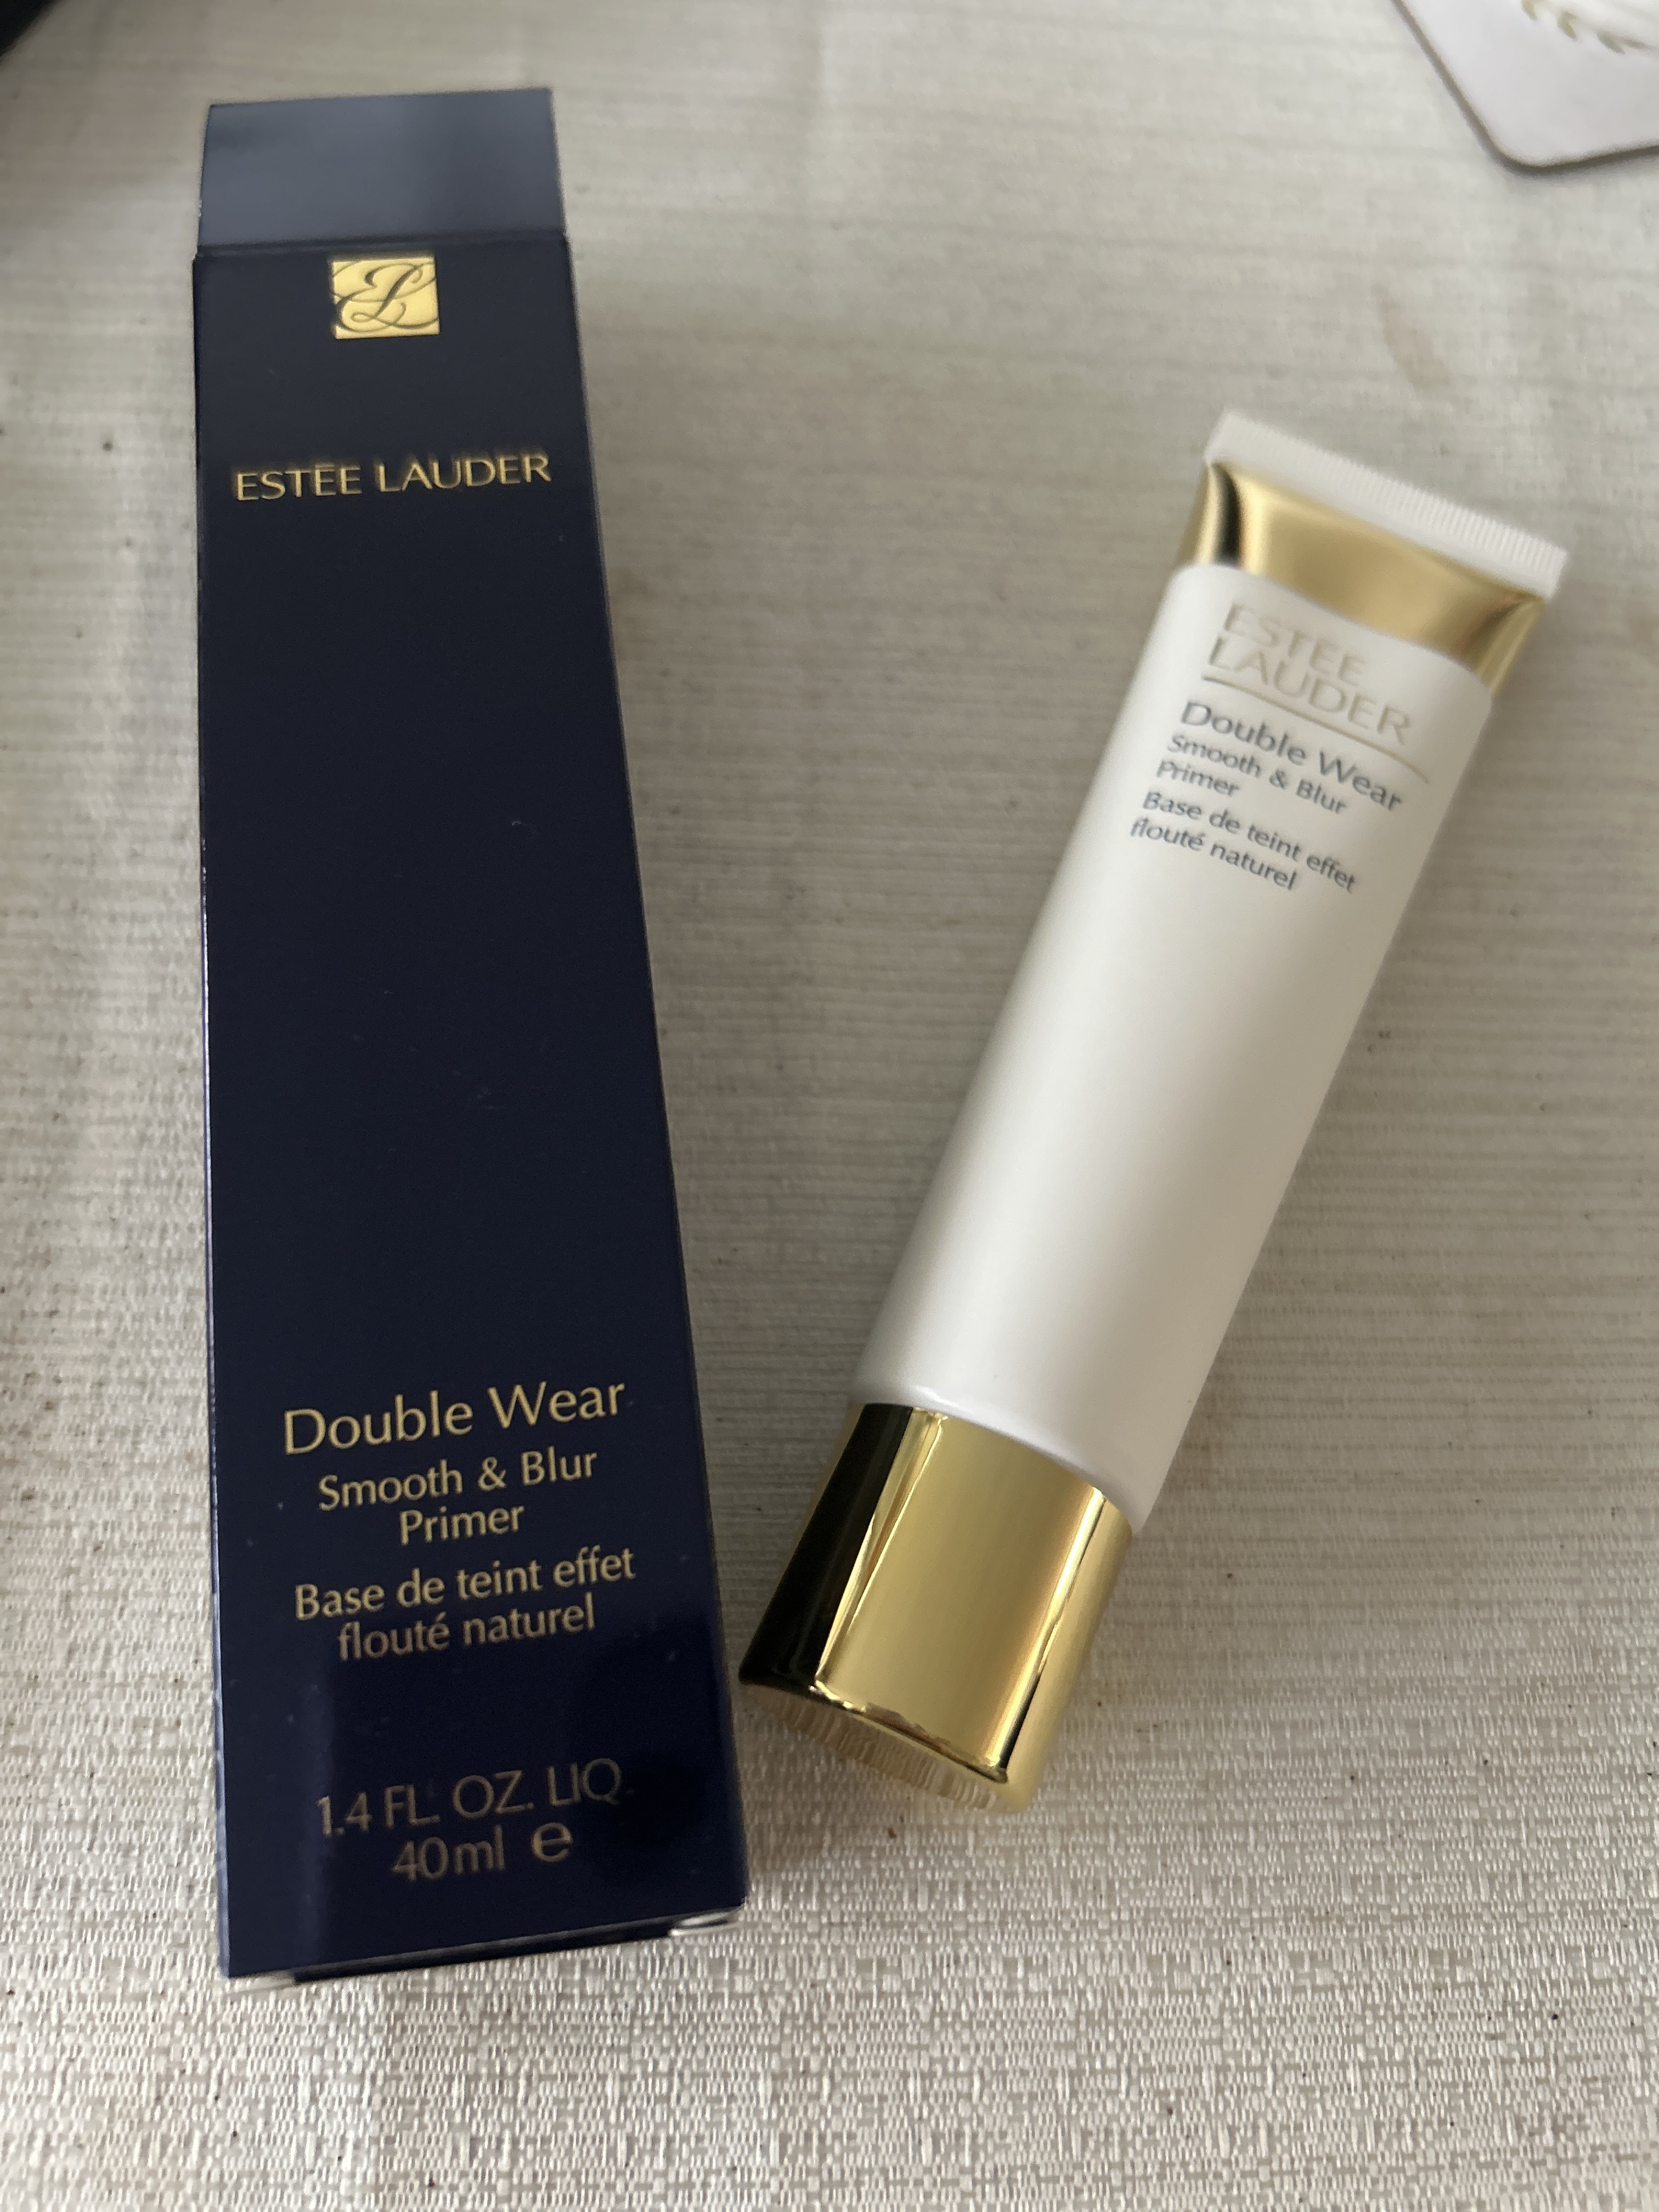 ESTĒE LAUDER
Double Wear
Smooth & Blur
Primer
Base de teint effet
flouté naturel
1.4 FL. OZ. LIQ.
40ml e
ESTĒE
LAUDER
Double Wear
Smooth & Blur
Primer
Base de teint effet
flouté naturel